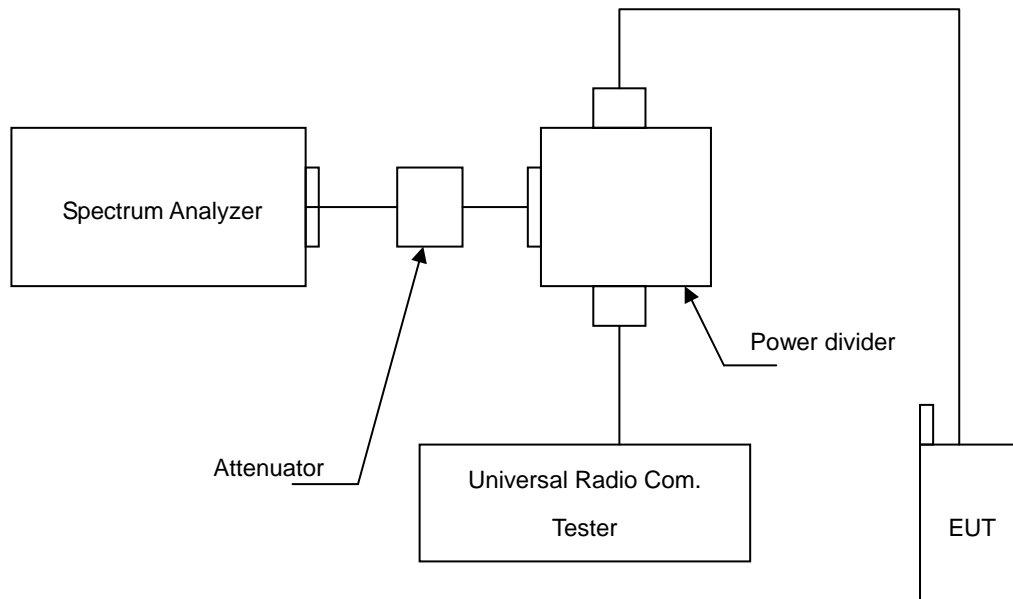 Spectrum Analyzer
Power divider
Attenuator
Universal Radio Com.
Tester
EUT